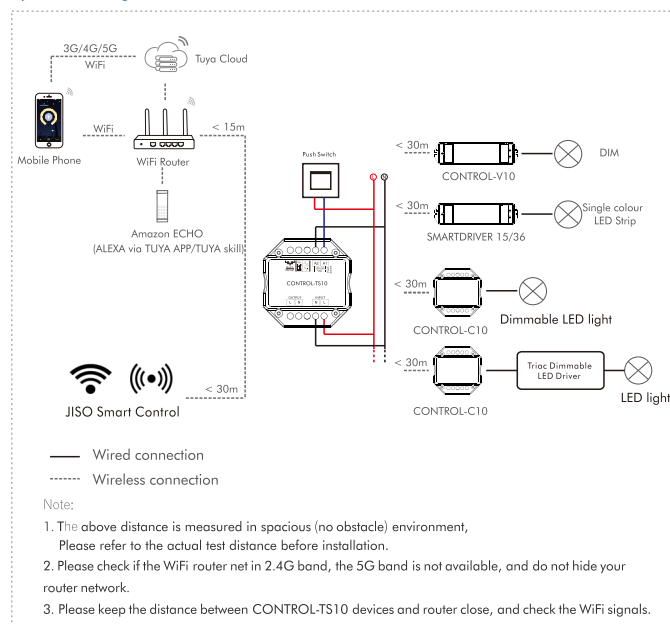 3G/4G/5G
WiFi
Tuya Cloud
WiFi
< 15m
Mobile Phone
WiFi Router
Amazon ECHO
(ALEXA via TUYA APP/TUYA skill)
< 30m
JISO Smart Control
Push Switch
L N
A2 A1
CONTROL-TS10
OUTPUT INPUT
L N N L
< 30m
CONTROL-V10
DIM
< 30m
SMARTDRIVER 15/36
Single colour
LED Strip
< 30m
CONTROL-C10
Dimmable LED light
< 30m
CONTROL-C10
Triac Dimmable
LED Driver
LED light
Wired connection
Wireless connection
Note:
1. The above distance is measured in spacious (no obstacle) environment,
Please refer to the actual test distance before installation.
2. Please check if the WiFi router net in 2.4G band, the 5G band is not available, and do not hide your
router network.
3. Please keep the distance between CONTROL-TS10 devices and router close, and check the WiFi signals.